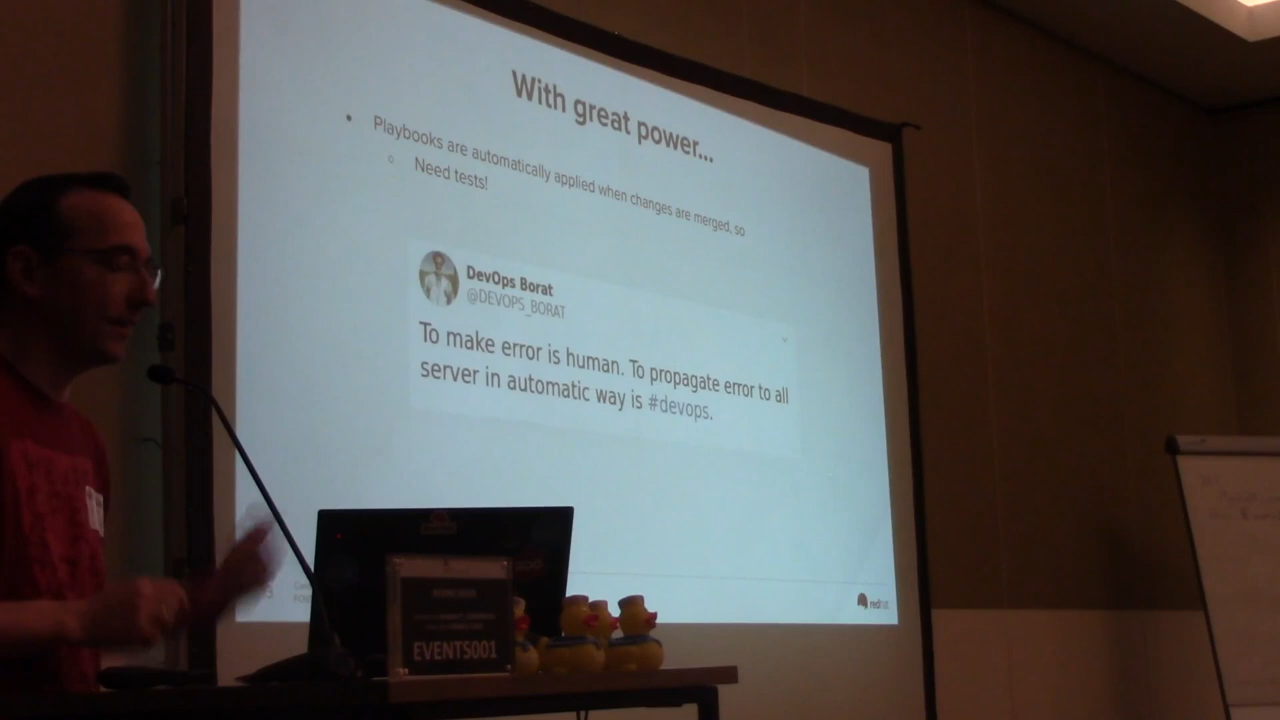 With great power...
• Playbooks are automatically applied when changes are merged, so
○ Need tests!
DevOps Borat
@DEVOPS_BORAT
To make error is human. To propagate error to all
server in automatic way is #devops.
redhat
EVENTS001